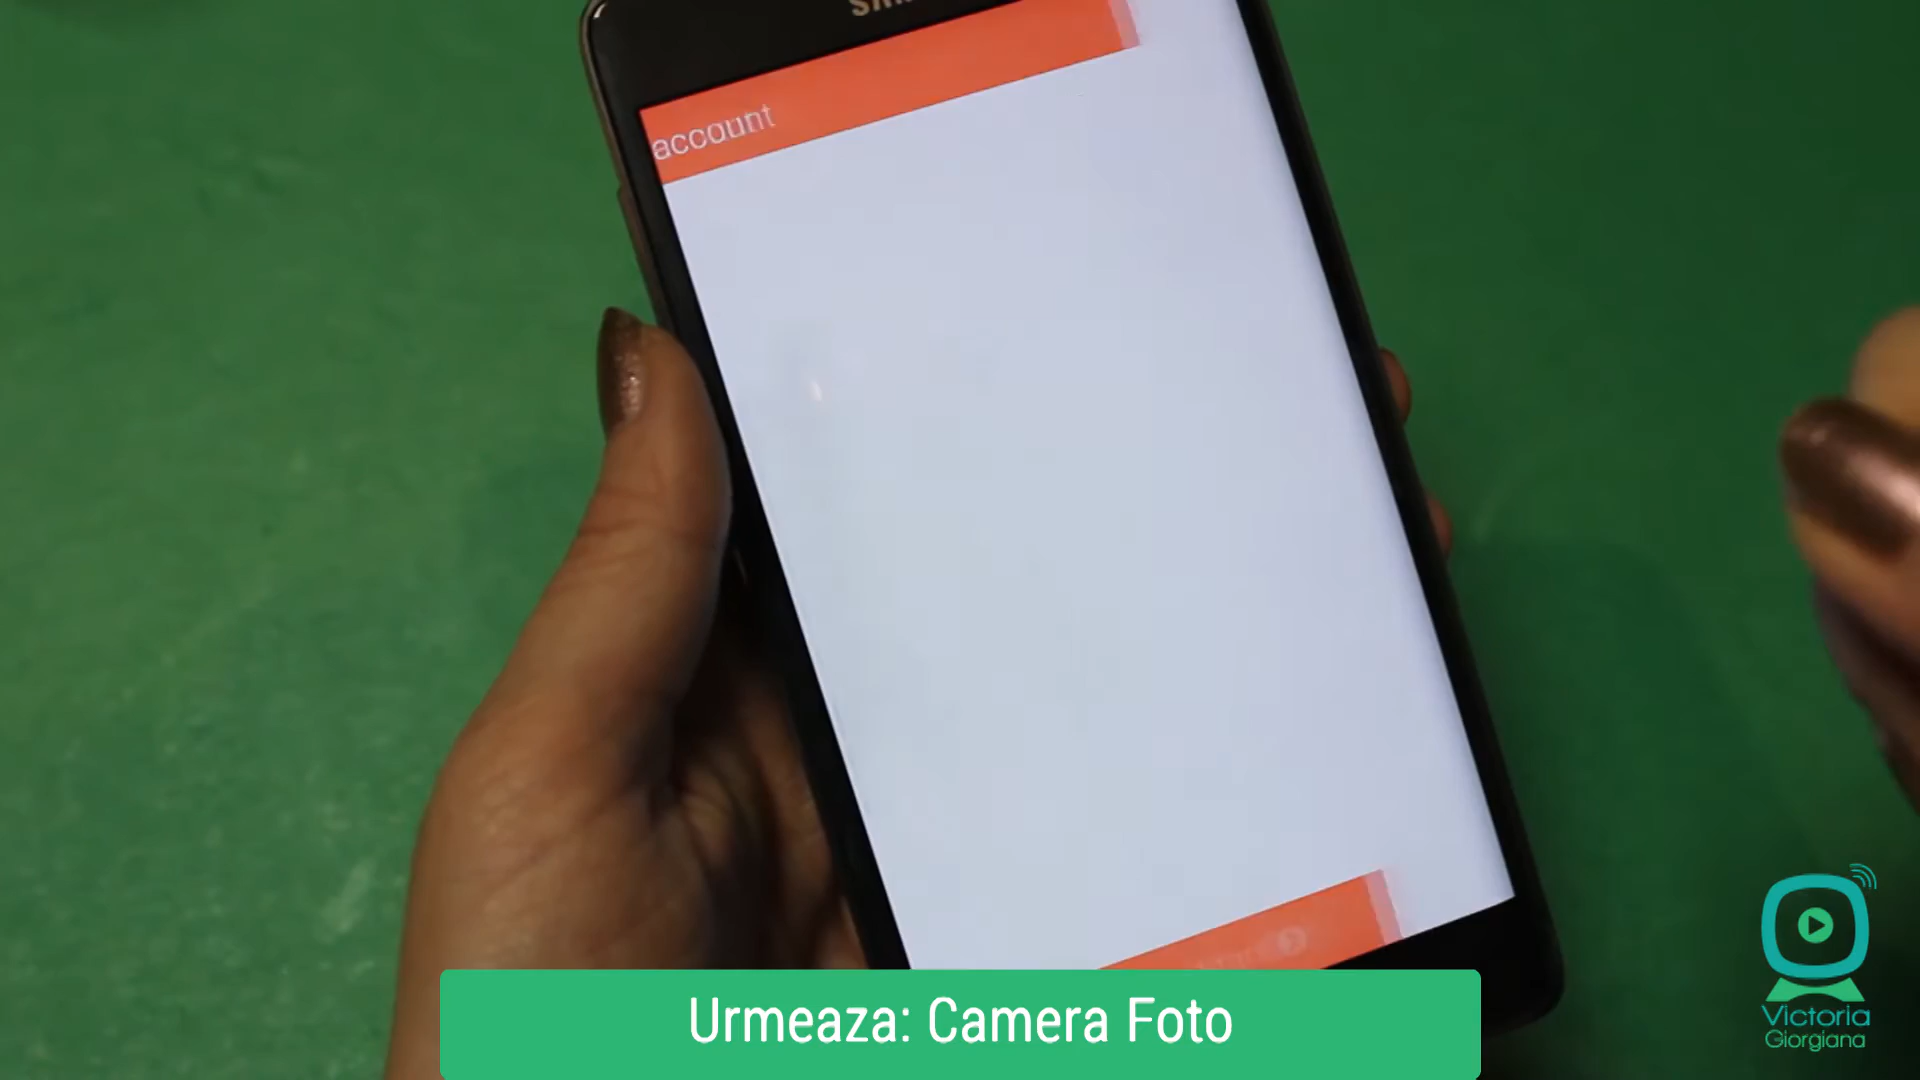 account
Urmeaza: Camera Foto
Victoria
Giorgiana